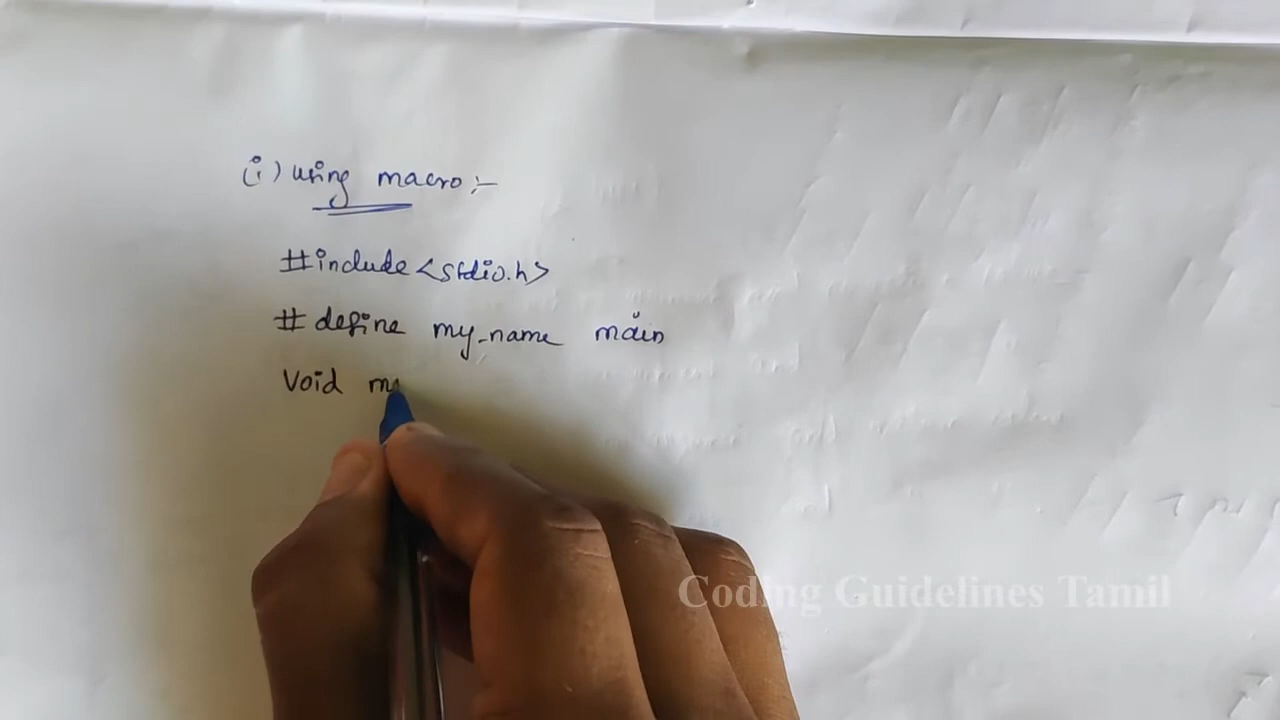 (i) using macro :-
#include <stdio.h>
# define my_name main
Void m
Coding Guidelines Tamil